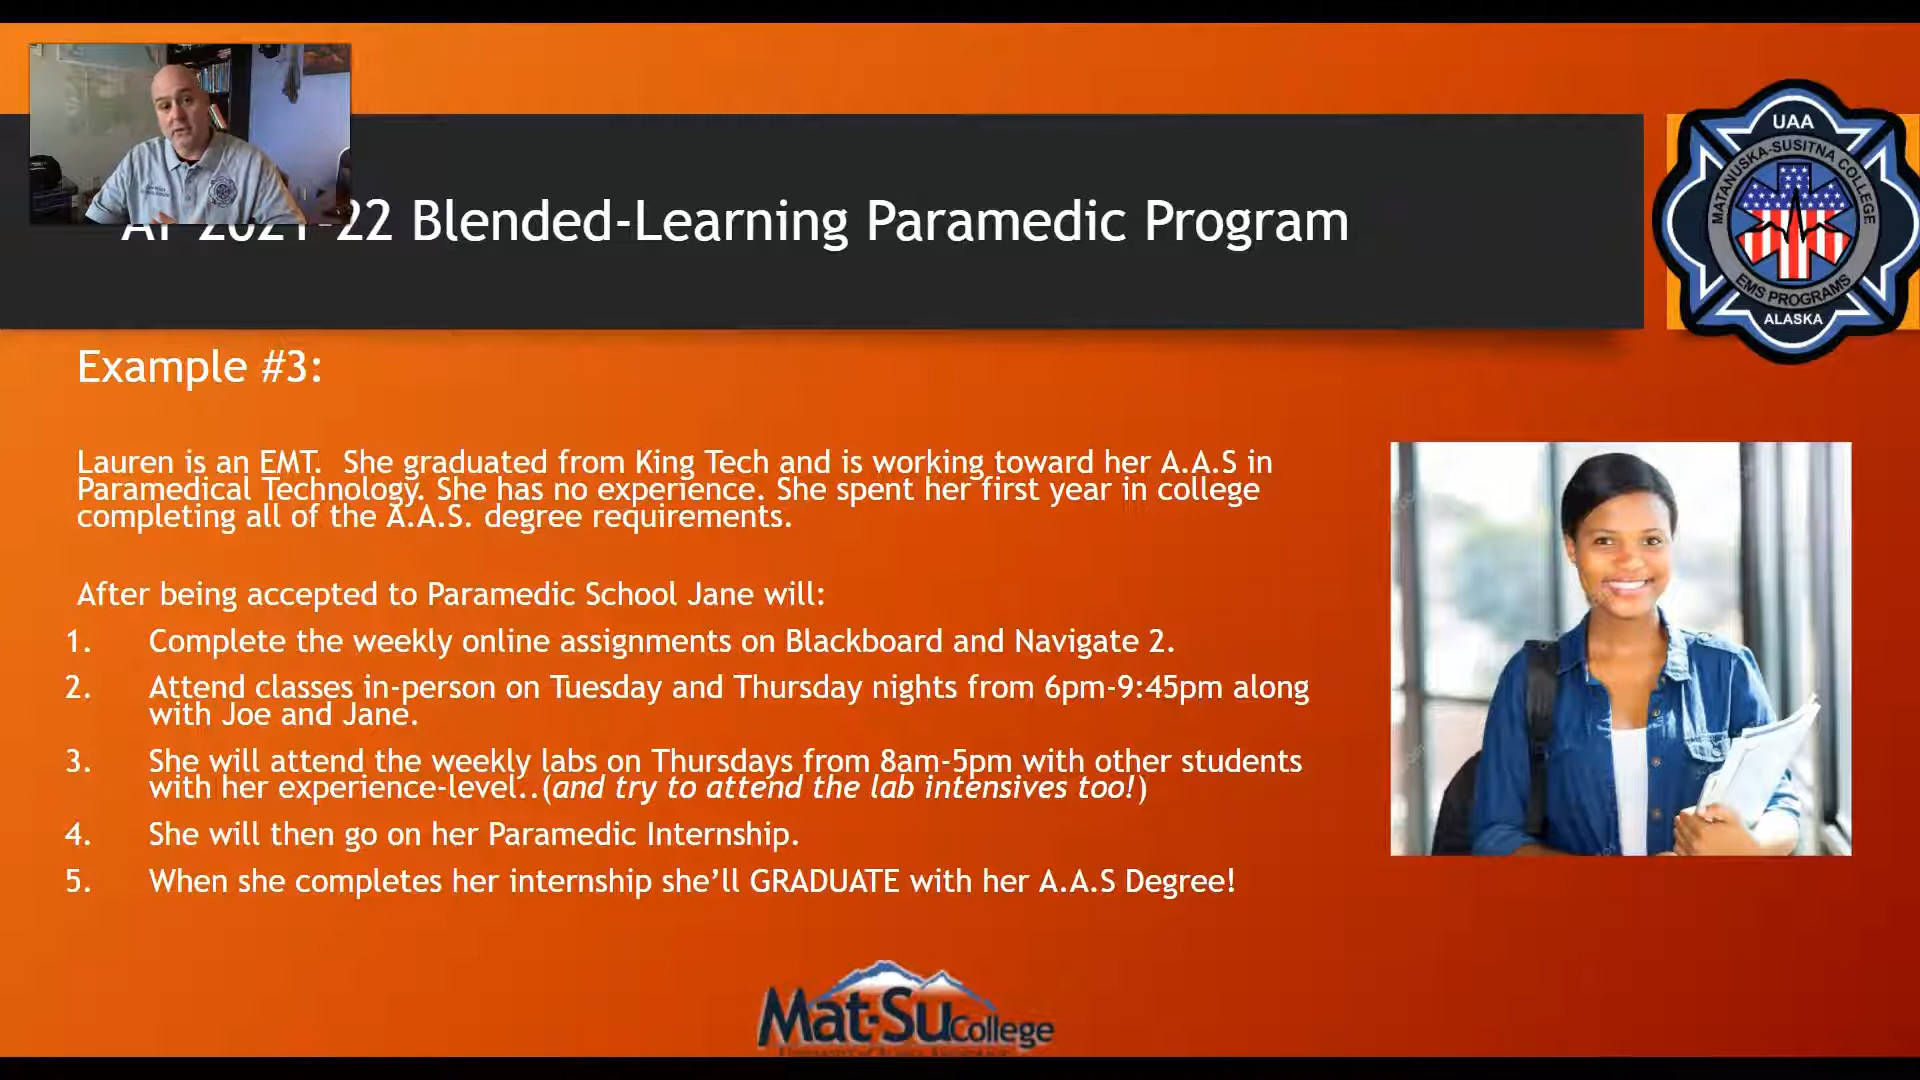 22 Blended-Learning Paramedic Program
UAA
MATANUSKA-SUSITNA COLLEGE
EMS PROGRAMS
ALASKA
Example #3:
Lauren is an EMT. She graduated from King Tech and is working toward her A.A.S in
Paramedical Technology. She has no experience. She spent her first year in college
completing all of the A.A.S. degree requirements.
After being accepted to Paramedic School Jane will:
1. Complete the weekly online assignments on Blackboard and Navigate 2.
2. Attend classes in-person on Tuesday and Thursday nights from 6pm-9:45pm along
with Joe and Jane.
3. She will attend the weekly labs on Thursdays from 8am-5pm with other students
with her experience-level..(and try to attend the lab intensives too!)
4. She will then go on her Paramedic Internship.
5. When she completes her internship she’ll GRADUATE with her A.A.S Degree!
Mat-Su College